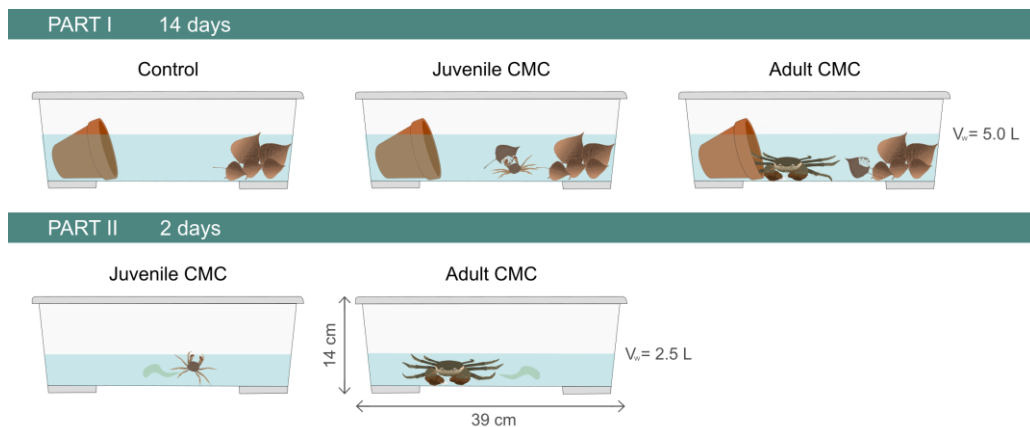 PART I 14 days
Control
Juvenile CMC
Adult CMC
Vw= 5.0 L
PART II 2 days
Juvenile CMC
Adult CMC
14 cm
Vw= 2.5 L
39 cm